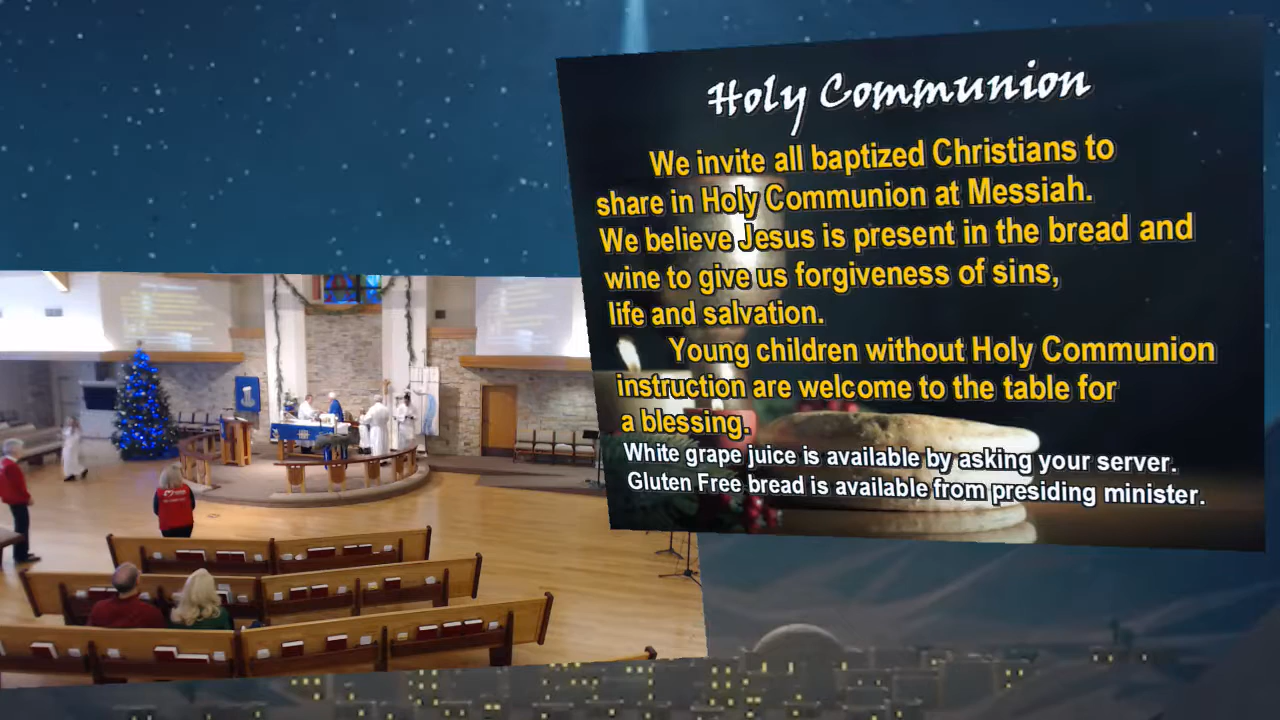 Holy Communion
We invite all baptized Christians to
share in Holy Communion at Messiah.
We believe Jesus is present in the bread and
wine to give us forgiveness of sins,
life and salvation.
Young children without Holy Communion
instruction are welcome to the table for
a blessing.
White grape juice is available by asking your server.
Gluten Free bread is available from presiding minister.